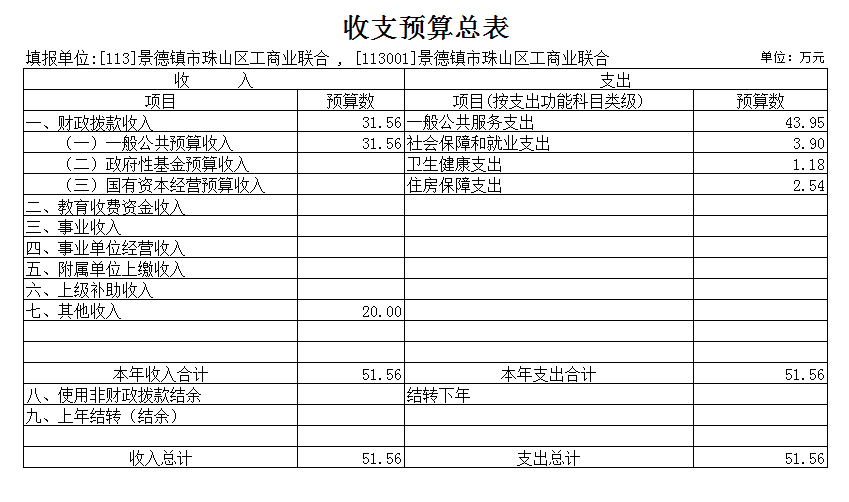 收支预算总表
填报单位:[113]景德镇市珠山区工商业联合 , [113001]景德镇市珠山区工商业联合 单位：万元
收 入 支出
项目 预算数 项目(按支出功能科目类级) 预算数
一、财政拨款收入 31.56 一般公共服务支出 43.95
（一）一般公共预算收入 31.56 社会保障和就业支出 3.90
（二）政府性基金预算收入 卫生健康支出 1.18
（三）国有资本经营预算收入 住房保障支出 2.54
二、教育收费资金收入
三、事业收入
四、事业单位经营收入
五、附属单位上缴收入
六、上级补助收入
七、其他收入 20.00
本年收入合计 51.56 本年支出合计 51.56
八、使用非财政拨款结余 结转下年
九、上年结转（结余）
收入总计 51.56 支出总计 51.56